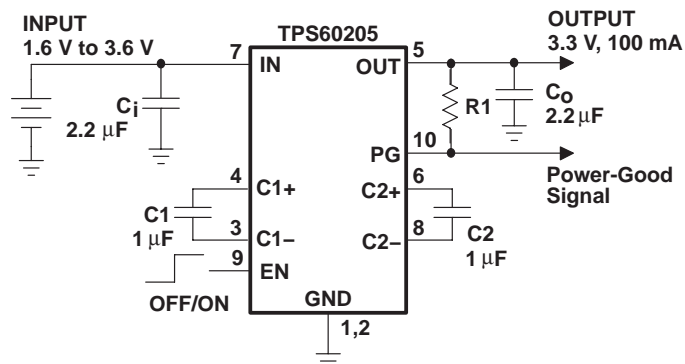 INPUT
1.6 V to 3.6 V
TPS60205
OUTPUT
3.3 V, 100 mA
7
IN
OUT
5
Ci
2.2 μF
R1
Co
2.2 μF
10
PG
Power-Good
Signal
4
C1+
C2+
6
C1
1 μF
3
C1−
C2−
8
C2
1 μF
9
EN
OFF/ON
GND
1,2